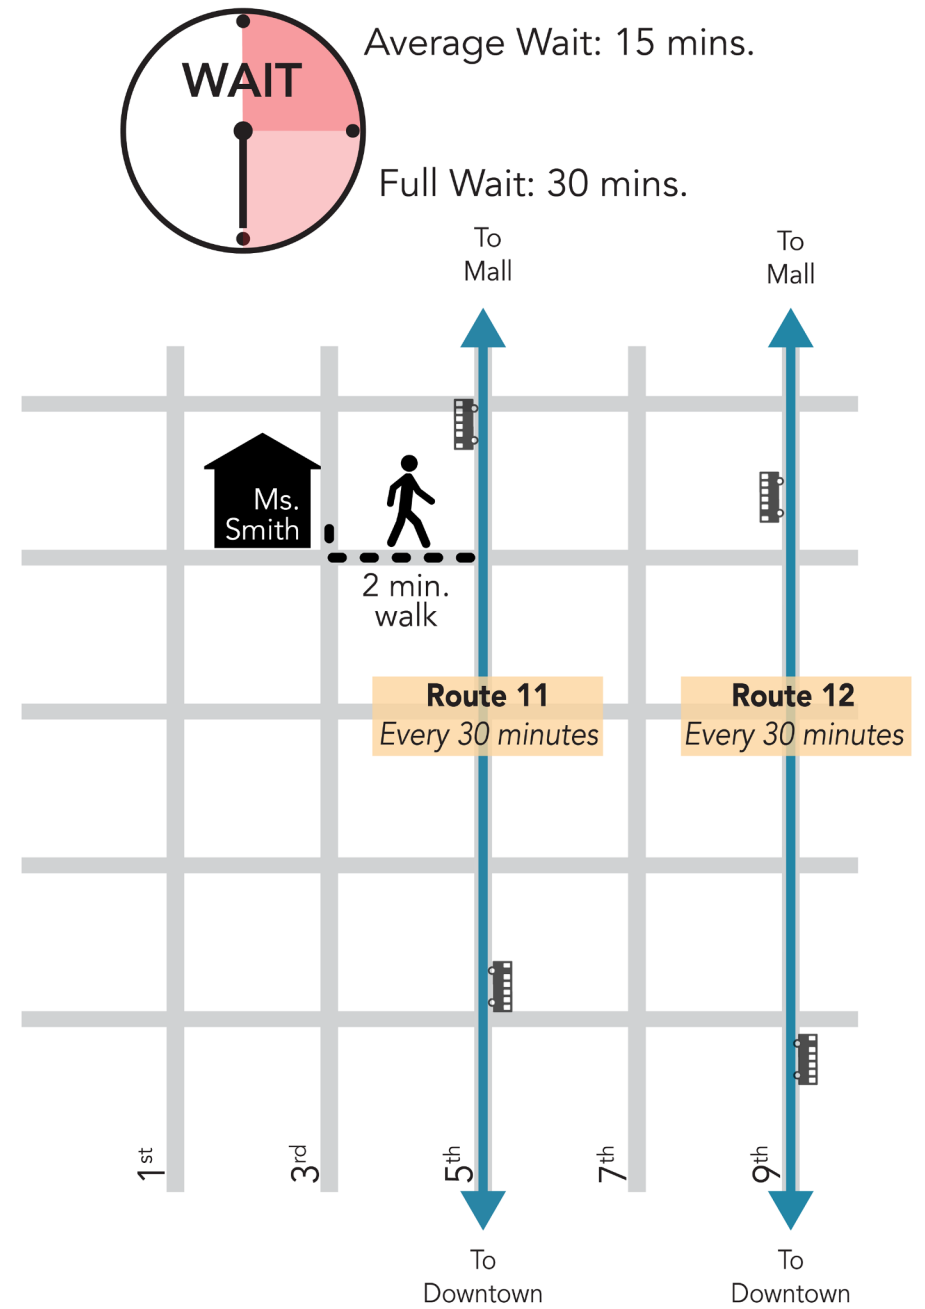 WAIT
Average Wait: 15 mins.
Full Wait: 30 mins.
To
Mall
To
Mall
Ms.
Smith
2 min.
walk
Route 11
Every 30 minutes
Route 12
Every 30 minutes
1st
3rd
5th
7th
9th
To
Downtown
To
Downtown